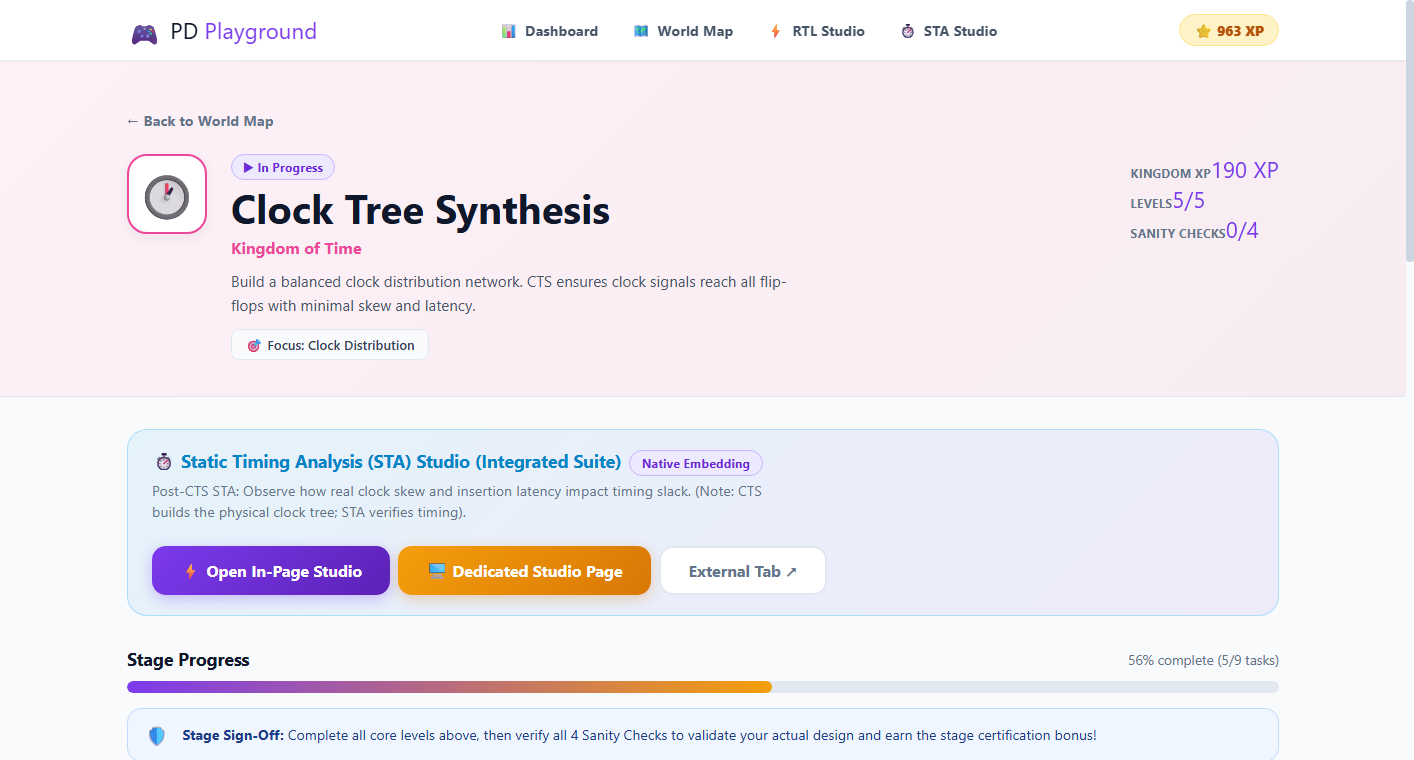 PD Playground
Dashboard
World Map
RTL Studio
STA Studio
963 XP
← Back to World Map
▶ In Progress
Clock Tree Synthesis
Kingdom of Time
Build a balanced clock distribution network. CTS ensures clock signals reach all flip-
flops with minimal skew and latency.
Focus: Clock Distribution
KINGDOM XP190 XP
LEVELS5/5
SANITY CHECKS0/4
Static Timing Analysis (STA) Studio (Integrated Suite)
Native Embedding
Post-CTS STA: Observe how real clock skew and insertion latency impact timing slack. (Note: CTS
builds the physical clock tree; STA verifies timing).
Open In-Page Studio
Dedicated Studio Page
External Tab ↗
Stage Progress
56% complete (5/9 tasks)
Stage Sign-Off: Complete all core levels above, then verify all 4 Sanity Checks to validate your actual design and earn the stage certification bonus!